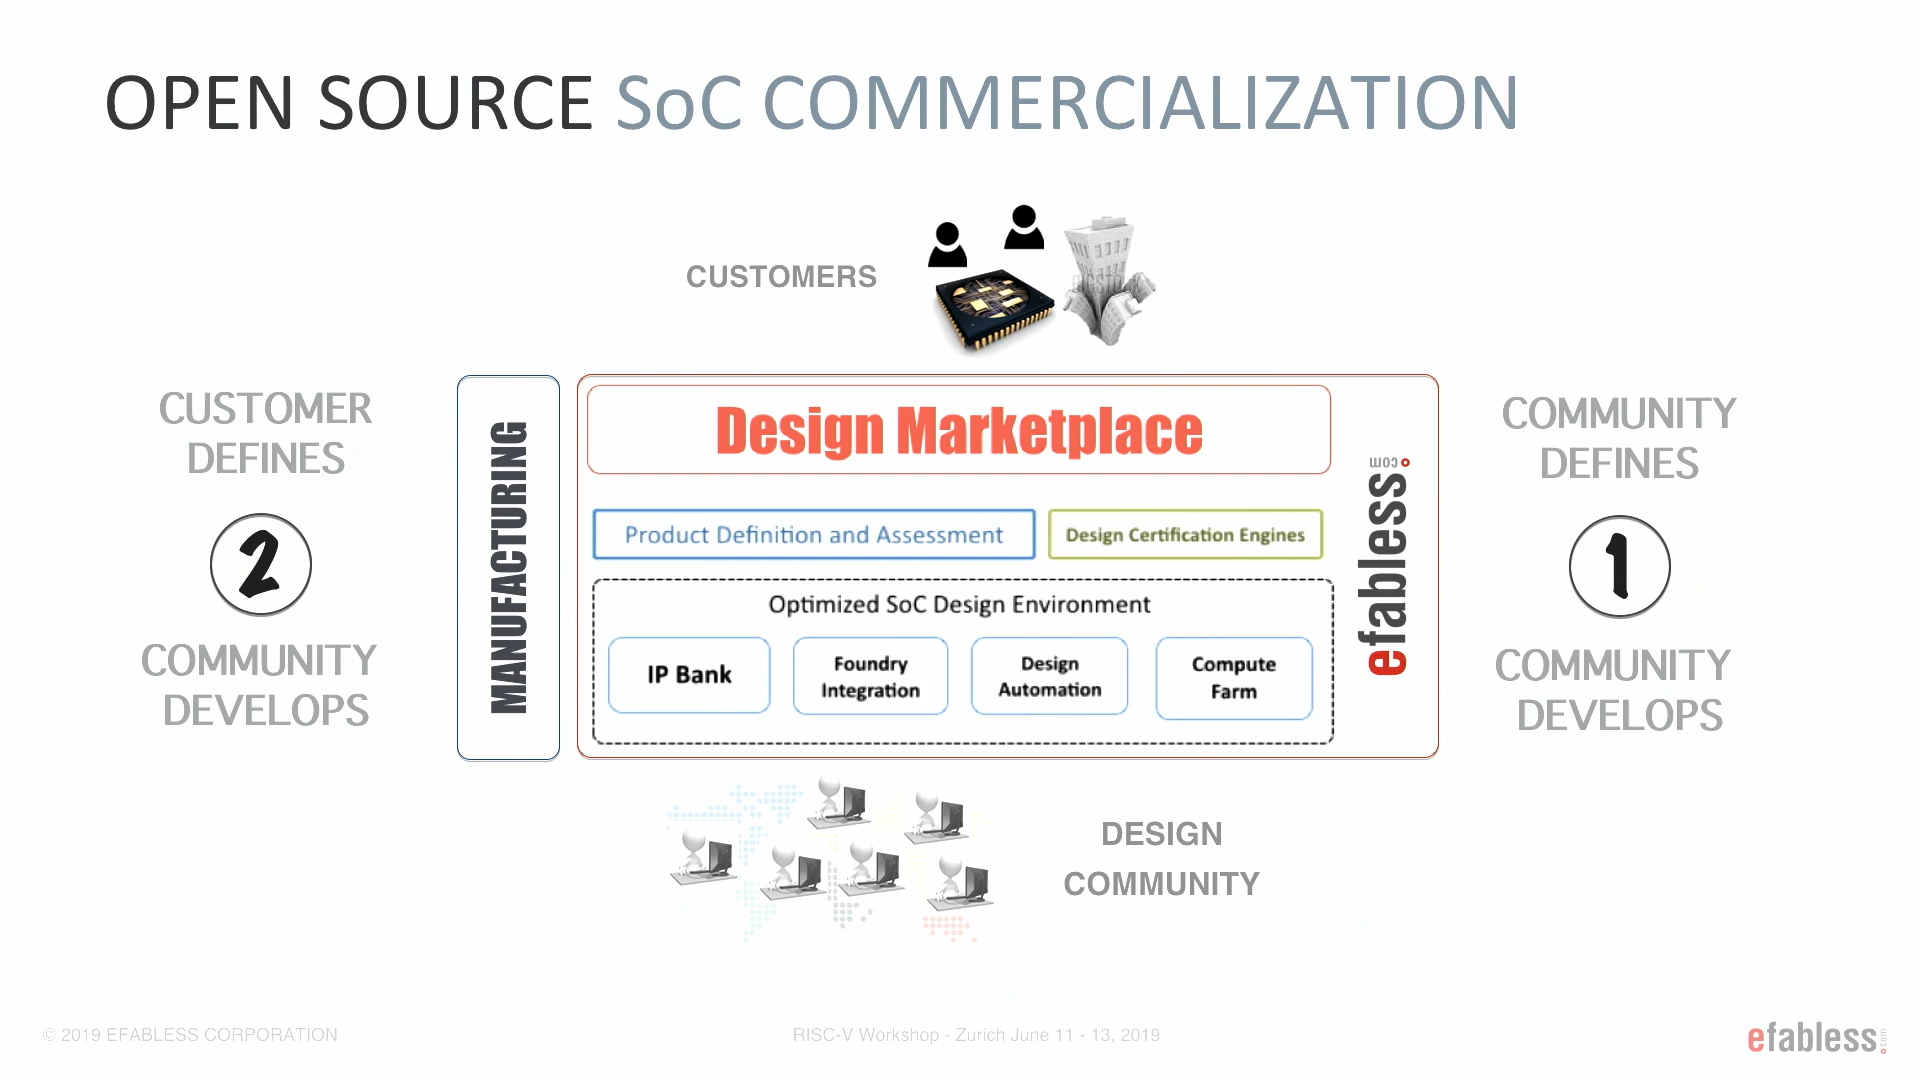 OPEN SOURCE SoC COMMERCIALIZATION
CUSTOMERS
CUSTOMER
DEFINES
2
COMMUNITY
DEVELOPS
MANUFACTURING
Design Marketplace
Product Definition and Assessment
Design Certification Engines
Optimized SoC Design Environment
IP Bank
Foundry
Integration
Design
Automation
Compute
Farm
efabless.com
COMMUNITY
DEFINES
1
COMMUNITY
DEVELOPS
DESIGN
COMMUNITY
© 2019 EFABLESS CORPORATION
RISC-V Workshop - Zurich June 11 - 13, 2019
efabless.com